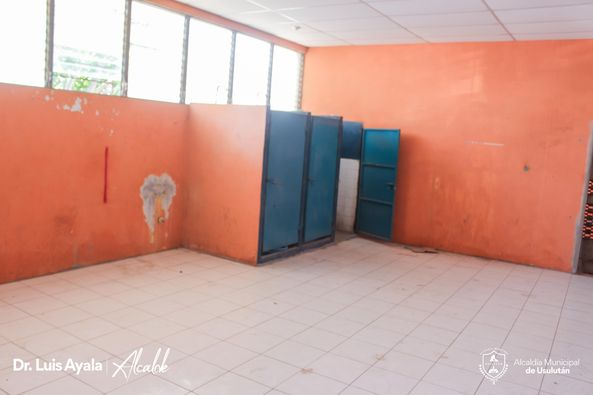 Dr. Luis Ayala | Alcalde
Alcaldía Municipal
de Usulután